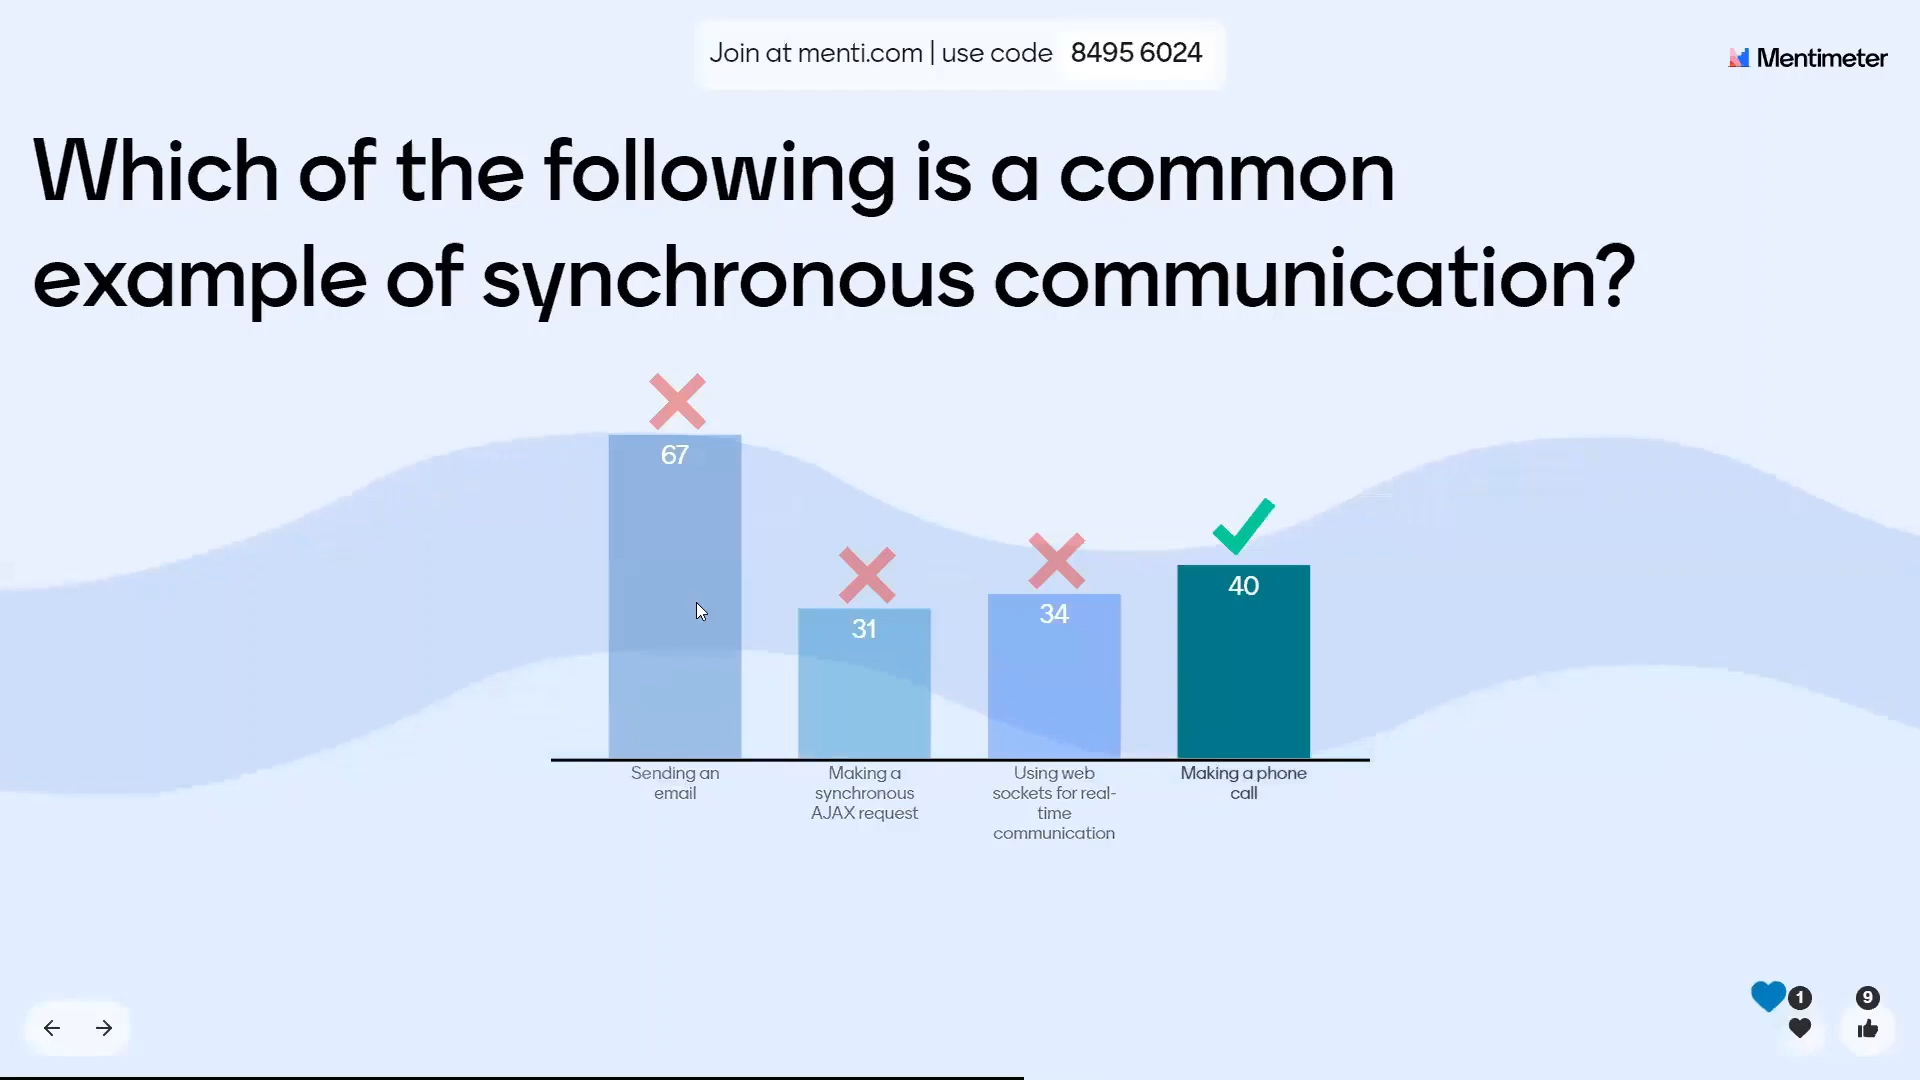 Join at menti.com | use code 8495 6024
Mentimeter
Which of the following is a common
example of synchronous communication?
67
31
34
40
Sending an
email
Making a
synchronous
AJAX request
Using web
sockets for real-
time
communication
Making a phone
call
1
9